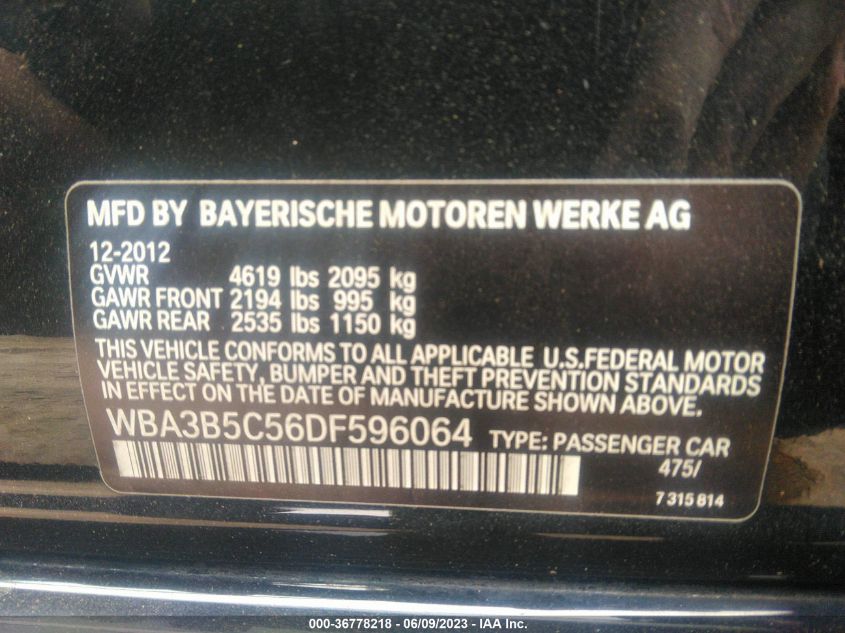 MFD BY BAYERISCHE MOTOREN WERKE AG
12-2012
GVWR 4619 lbs 2095 kg
GAWR FRONT 2194 lbs 995 kg
GAWR REAR 2535 lbs 1150 kg
THIS VEHICLE CONFORMS TO ALL APPLICABLE U.S.FEDERAL MOTOR
VEHICLE SAFETY, BUMPER AND THEFT PREVENTION STANDARDS
IN EFFECT ON THE DATE OF MANUFACTURE SHOWN ABOVE.
WBA3B5C56DF596064 TYPE: PASSENGER CAR
475/
7 315 814
000-36778218 - 06/09/2023 - IAA Inc.